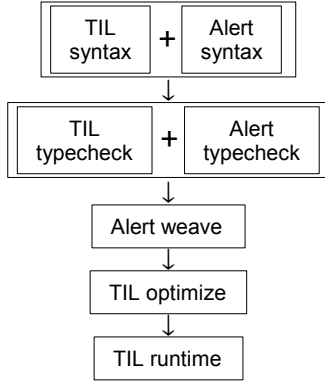 TIL + Alert
syntax syntax
TIL + Alert
typecheck typecheck
Alert weave
TIL optimize
TIL runtime